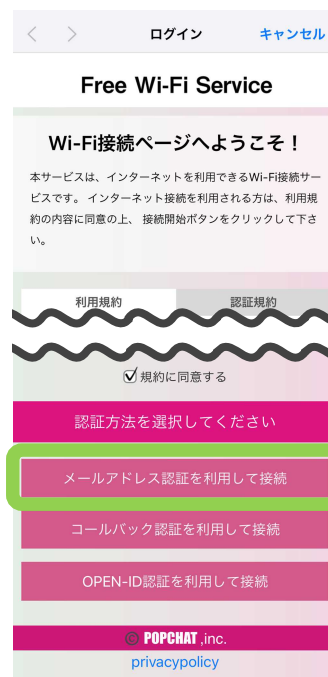 ログイン キャンセル
Free Wi-Fi Service
Wi-Fi接続ページへようこそ！
本サービスは、インターネットを利用できるWi-Fi接続サー
ビスです。 インターネット接続を利用される方は、利用規
約の内容に同意の上、 接続開始ボタンをクリックして下さ
い。
利用規約 認証規約
規約に同意する
認証方法を選択してください
メールアドレス認証を利用して接続
コールバック認証を利用して接続
OPEN-ID認証を利用して接続
© POPCHAT ,inc.
privacypolicy